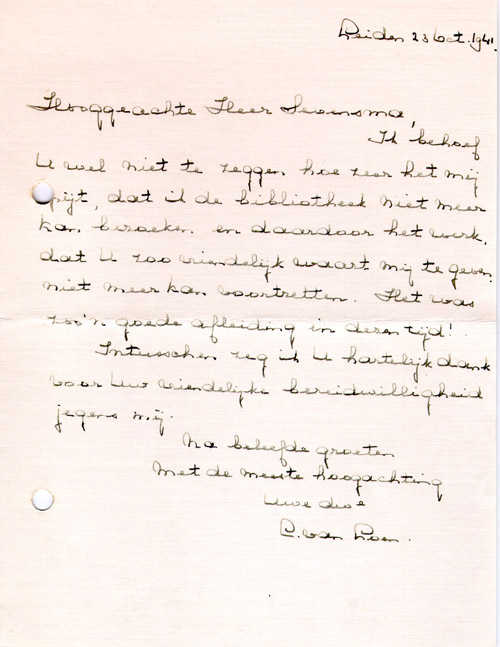 Leiden 23 Oct. 1941.
Hooggeachte Heer Sevensma,
Ik behoef
U wel niet te zeggen hoe zeer het mij
spijt, dat ik de bibliotheek niet meer
kan bezoeken en daardoor het werk,
dat U zoo vriendelijk waart mij te geven
niet meer kan voortzetten. Het was
zoo'n goede afleiding in dezen tijd!
Intusschen zeg ik U hartelijk dank
voor Uw vriendelijke bereidwilligheid
jegens mij.
Na beleefde groeten
met de meeste hoogachting
Uwe dwe
C. van